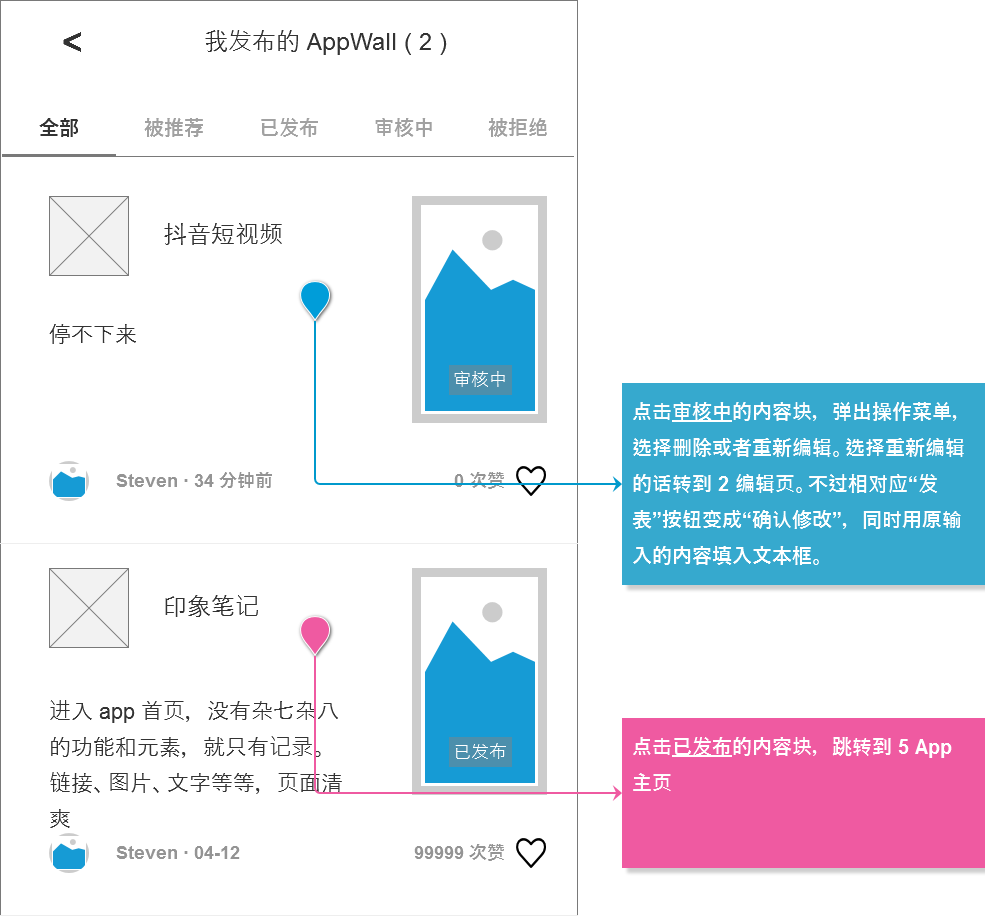 < 我发布的 AppWall ( 2 )
全部 被推荐 已发布 审核中 被拒绝
抖音短视频
停不下来
审核中
Steven · 34 分钟前 0 次赞
点击审核中的内容块，弹出操作菜单，
选择删除或者重新编辑。选择重新编辑
的话转到 2 编辑页。不过相对应“发
表”按钮变成“确认修改”，同时用原输
入的内容填入文本框。
印象笔记
进入 app 首页，没有杂七杂八
的功能和元素，就只有记录。
链接、图片、文字等等，页面清
爽
已发布
Steven · 04-12 99999 次赞
点击已发布的内容块，跳转到 5 App
主页